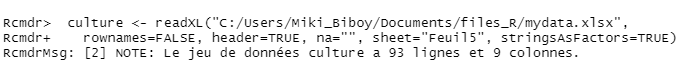 Rcmdr>  culture <- readXL("C:/Users/Miki_Biboy/Documents/files_R/mydata.xlsx",
Rcmdr+    rownames=FALSE, header=TRUE, na="", sheet="Feuil5", stringsAsFactors=TRUE)
RcmdrMsg: [2] NOTE: Le jeu de données culture a 93 lignes et 9 colonnes.